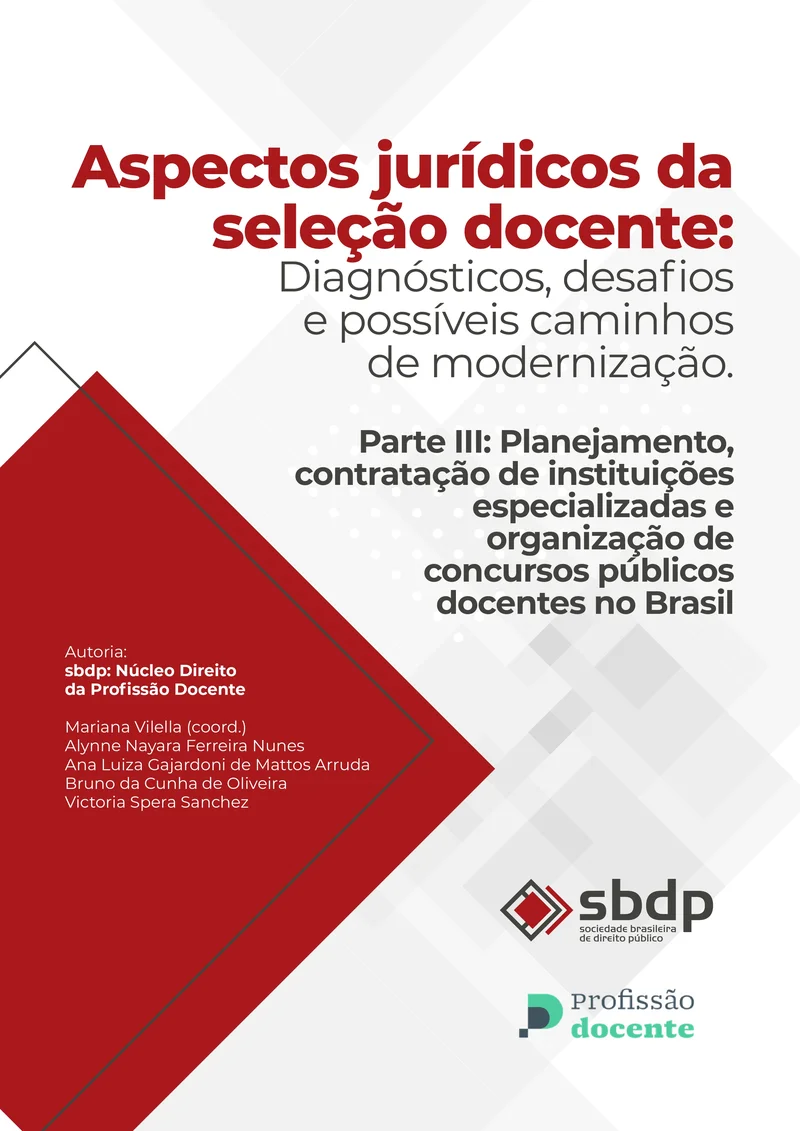 Aspectos jurídicos da
seleção docente:
Diagnósticos, desafios
e possíveis caminhos
de modernização.
Parte III: Planejamento,
contratação de instituições
especializadas e
organização de
concursos públicos
docentes no Brasil
Autoria:
sbdp: Núcleo Direito
da Profissão Docente
Mariana Vilella (coord.)
Alynne Nayara Ferreira Nunes
Ana Luiza Gajardoni de Mattos Arruda
Bruno da Cunha de Oliveira
Victoria Spera Sanchez
sbdp
sociedade brasileira
de direito público
Profissão
docente